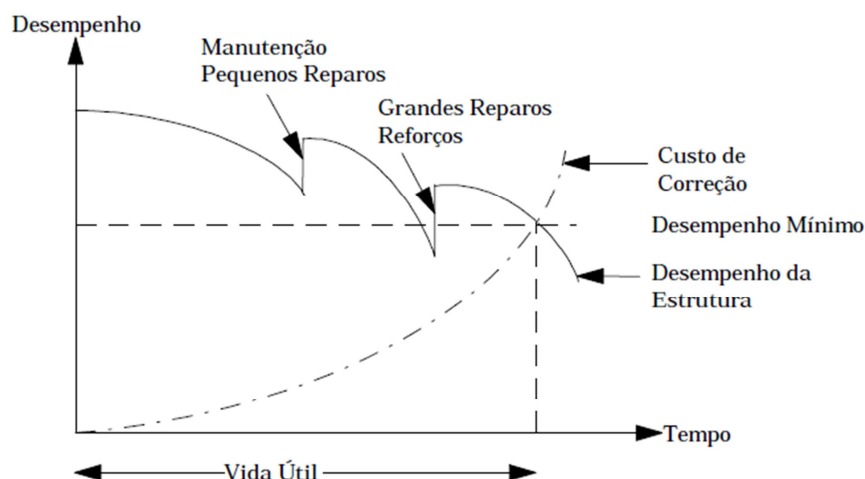 Desempenho
Manutenção
Pequenos Reparos
Grandes Reparos
Reforços
Custo de
Correção
Desempenho Mínimo
Desempenho da
Estrutura
Tempo
Vida Útil